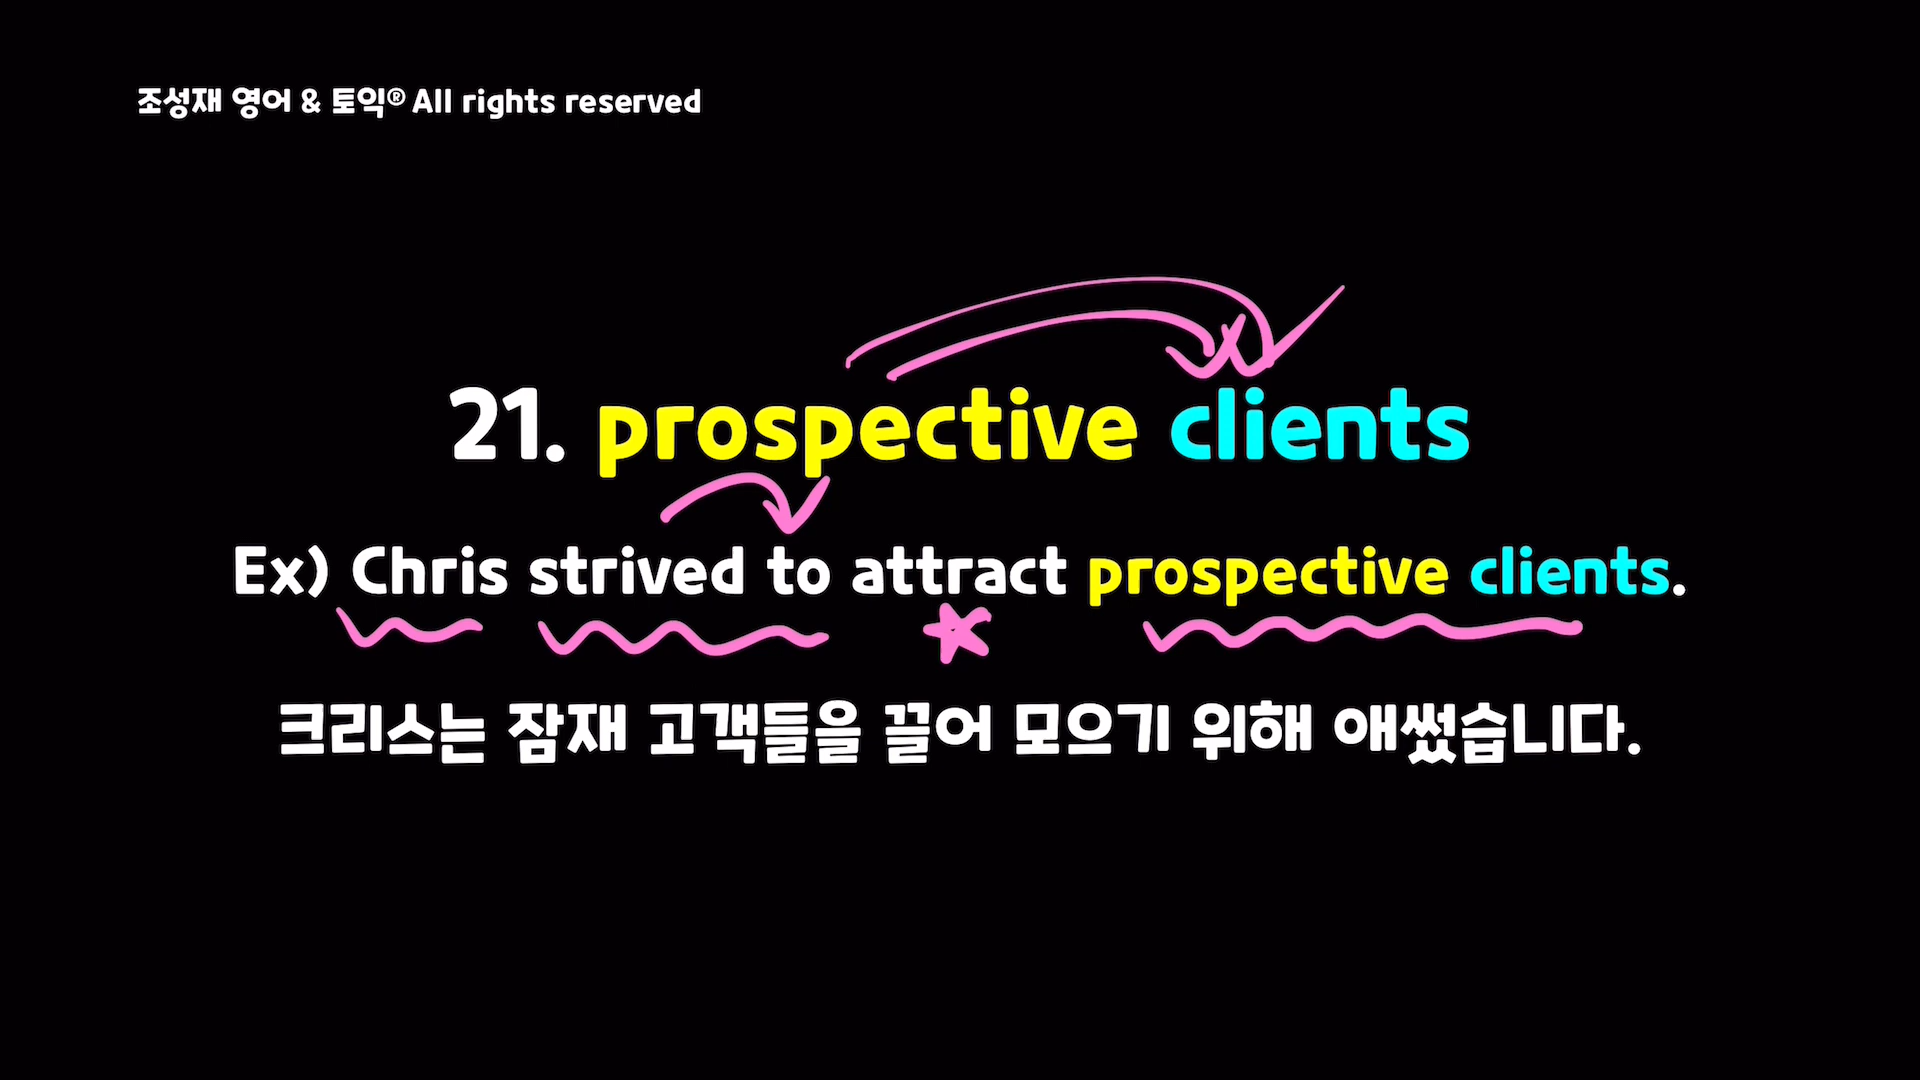 조성재 영어 & 토익® All rights reserved
21. prospective clients
Ex) Chris strived to attract prospective clients.
크리스는 잠재 고객들을 끌어 모으기 위해 애썼습니다.